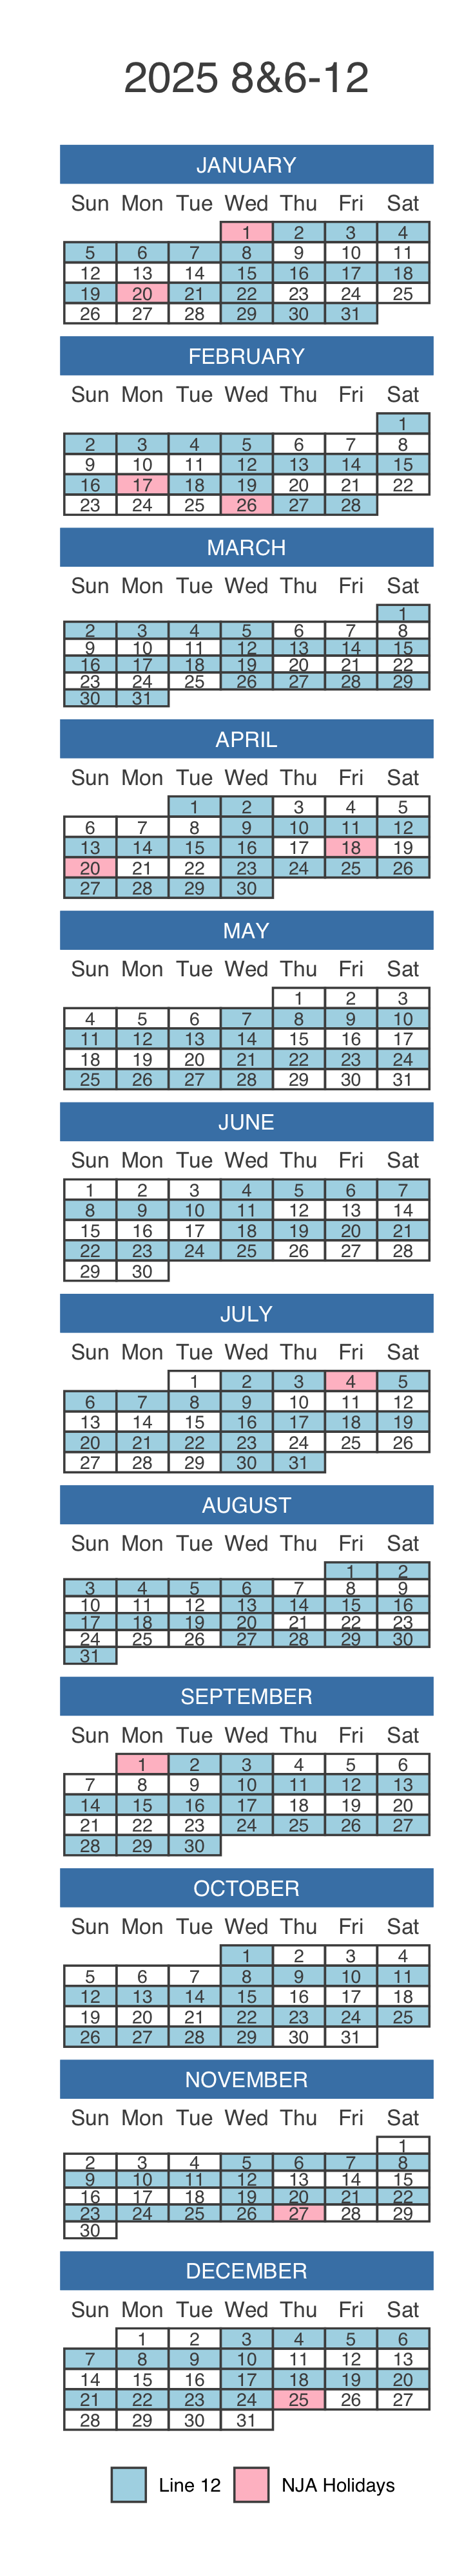 2025 8&6-12
JANUARY
Sun Mon Tue Wed Thu Fri Sat
1 2 3 4
5 6 7 8 9 10 11
12 13 14 15 16 17 18
19 20 21 22 23 24 25
26 27 28 29 30 31
FEBRUARY
Sun Mon Tue Wed Thu Fri Sat
1
2 3 4 5 6 7 8
9 10 11 12 13 14 15
16 17 18 19 20 21 22
23 24 25 26 27 28
MARCH
Sun Mon Tue Wed Thu Fri Sat
1
2 3 4 5 6 7 8
9 10 11 12 13 14 15
16 17 18 19 20 21 22
23 24 25 26 27 28 29
30 31
APRIL
Sun Mon Tue Wed Thu Fri Sat
1 2 3 4 5
6 7 8 9 10 11 12
13 14 15 16 17 18 19
20 21 22 23 24 25 26
27 28 29 30
MAY
Sun Mon Tue Wed Thu Fri Sat
1 2 3
4 5 6 7 8 9 10
11 12 13 14 15 16 17
18 19 20 21 22 23 24
25 26 27 28 29 30 31
JUNE
Sun Mon Tue Wed Thu Fri Sat
1 2 3 4 5 6 7
8 9 10 11 12 13 14
15 16 17 18 19 20 21
22 23 24 25 26 27 28
29 30
JULY
Sun Mon Tue Wed Thu Fri Sat
1 2 3 4 5
6 7 8 9 10 11 12
13 14 15 16 17 18 19
20 21 22 23 24 25 26
27 28 29 30 31
AUGUST
Sun Mon Tue Wed Thu Fri Sat
1 2
3 4 5 6 7 8 9
10 11 12 13 14 15 16
17 18 19 20 21 22 23
24 25 26 27 28 29 30
31
SEPTEMBER
Sun Mon Tue Wed Thu Fri Sat
1 2 3 4 5 6
7 8 9 10 11 12 13
14 15 16 17 18 19 20
21 22 23 24 25 26 27
28 29 30
OCTOBER
Sun Mon Tue Wed Thu Fri Sat
1 2 3 4
5 6 7 8 9 10 11
12 13 14 15 16 17 18
19 20 21 22 23 24 25
26 27 28 29 30 31
NOVEMBER
Sun Mon Tue Wed Thu Fri Sat
1
2 3 4 5 6 7 8
9 10 11 12 13 14 15
16 17 18 19 20 21 22
23 24 25 26 27 28 29
30
DECEMBER
Sun Mon Tue Wed Thu Fri Sat
1 2 3 4 5 6
7 8 9 10 11 12 13
14 15 16 17 18 19 20
21 22 23 24 25 26 27
28 29 30 31
Line 12 NJA Holidays